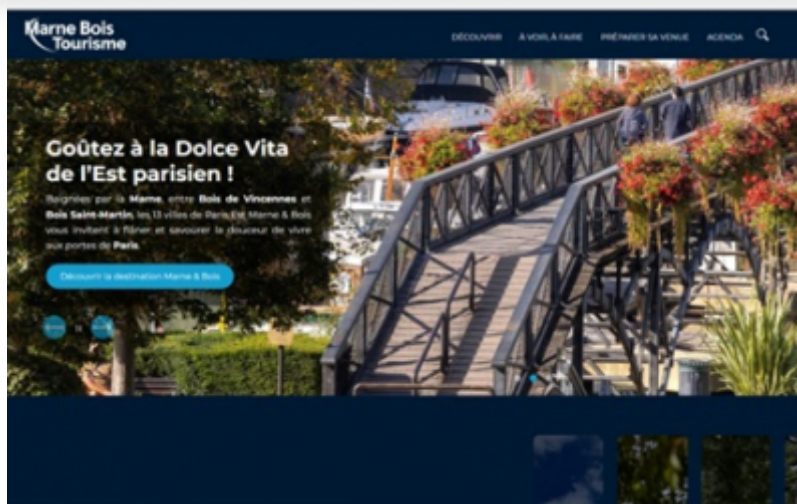 Marne Bois
Tourisme
DÉCOUVRIR À VOIR, À FAIRE PRÉPARER SA VENUE AGENDA
Goûtez à la Dolce Vita
de l'Est parisien !
Baignées par la Marne, entre Bois de Vincennes et
Bois Saint-Martin, les 13 villes de Paris Est Marne & Bois
vous invitent à flâner et savourer la douceur de vivre
aux portes de Paris.
Découvrir la destination Marne & Bois